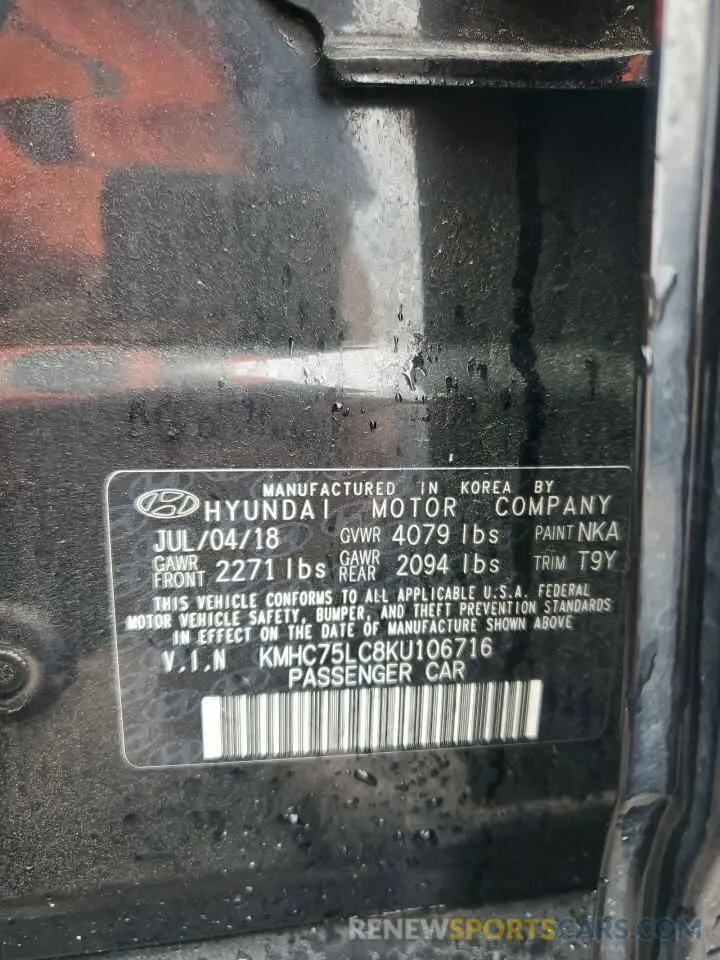 MANUFACTURED IN KOREA BY
HYUNDAI MOTOR COMPANY
JUL/04/18 GVWR 4079 lbs PAINT NKA
GAWR FRONT 2271 lbs GAWR REAR 2094 lbs TRIM T9Y
THIS VEHICLE CONFORMS TO ALL APPLICABLE U.S.A. FEDERAL
MOTOR VEHICLE SAFETY, BUMPER, AND THEFT PREVENTION STANDARDS
IN EFFECT ON THE DATE OF MANUFACTURE SHOWN ABOVE
V.I.N KMHC75LC8KU106716
PASSENGER CAR
RENEWSPORTSCARS.COM